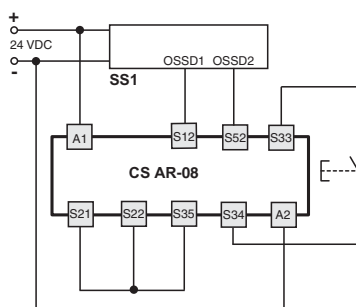 +
24 VDC
-
OSSD1 OSSD2
SS1
A1 S12 S52 S33
CS AR-08
S21 S22 S35 S34 A2